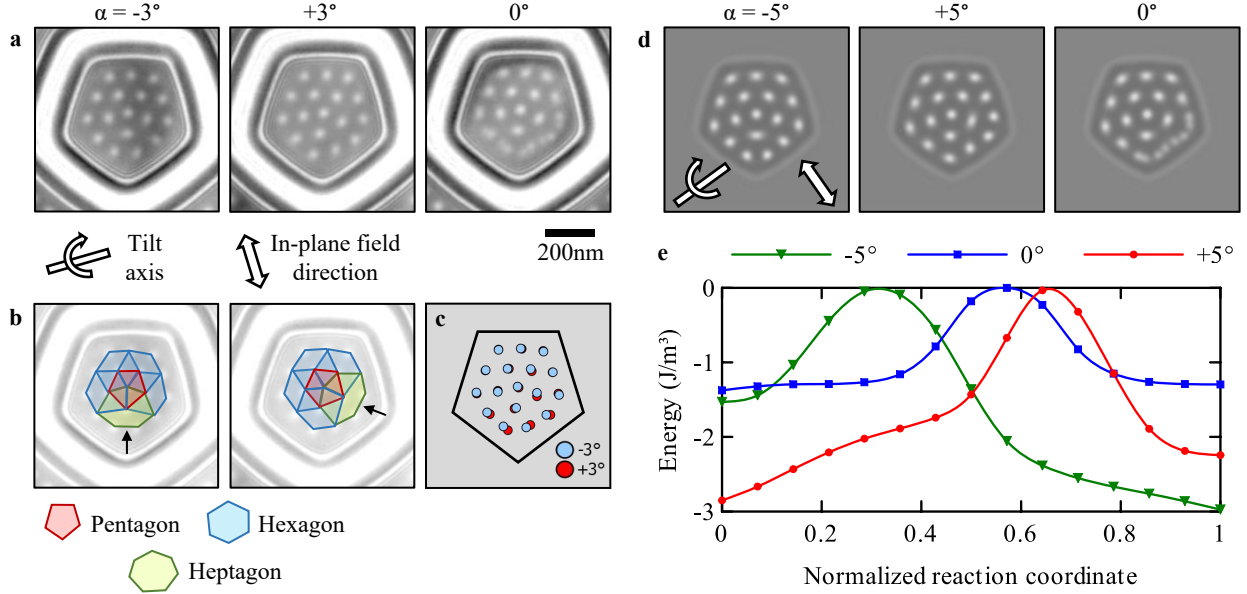 α = -3° +3° 0°
a
Tilt axis
In-plane field direction
200nm
b
c
-3°
+3°
Pentagon
Hexagon
Heptagon
α = -5° +5° 0°
d
e
-5° 0° +5°
Energy (J/m³)
0
-1
-2
-3
0 0.2 0.4 0.6 0.8 1
Normalized reaction coordinate